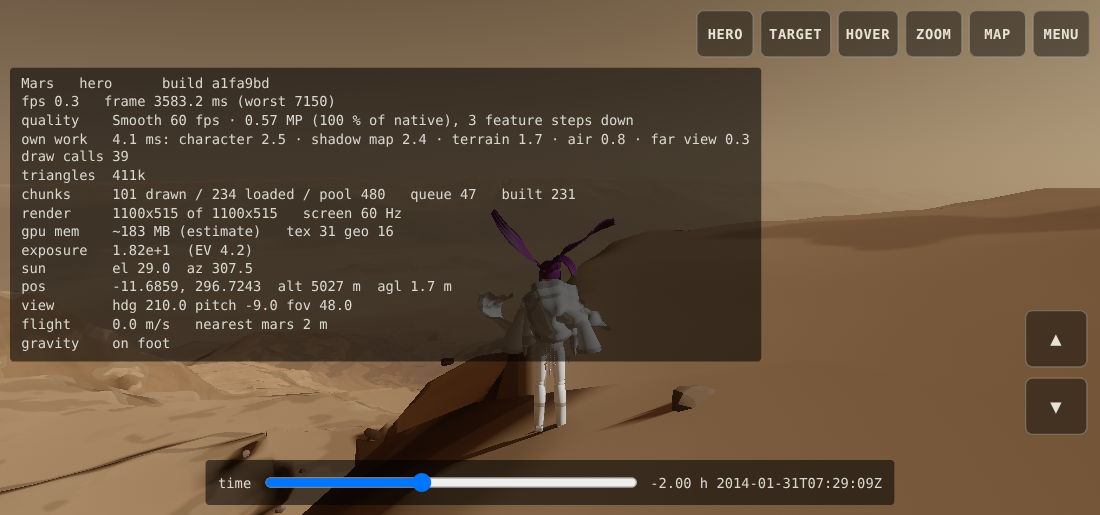 HERO TARGET HOVER ZOOM MAP MENU
Mars hero build a1fa9bd
fps 0.3 frame 3583.2 ms (worst 7150)
quality Smooth 60 fps · 0.57 MP (100 % of native), 3 feature steps down
own work 4.1 ms: character 2.5 · shadow map 2.4 · terrain 1.7 · air 0.8 · far view 0.3
draw calls 39
triangles 411k
chunks 101 drawn / 234 loaded / pool 480 queue 47 built 231
render 1100x515 of 1100x515 screen 60 Hz
gpu mem ~183 MB (estimate) tex 31 geo 16
exposure 1.82e+1 (EV 4.2)
sun el 29.0 az 307.5
pos -11.6859, 296.7243 alt 5027 m agl 1.7 m
view hdg 210.0 pitch -9.0 fov 48.0
flight 0.0 m/s nearest mars 2 m
gravity on foot
▲
▼
time -2.00 h 2014-01-31T07:29:09Z